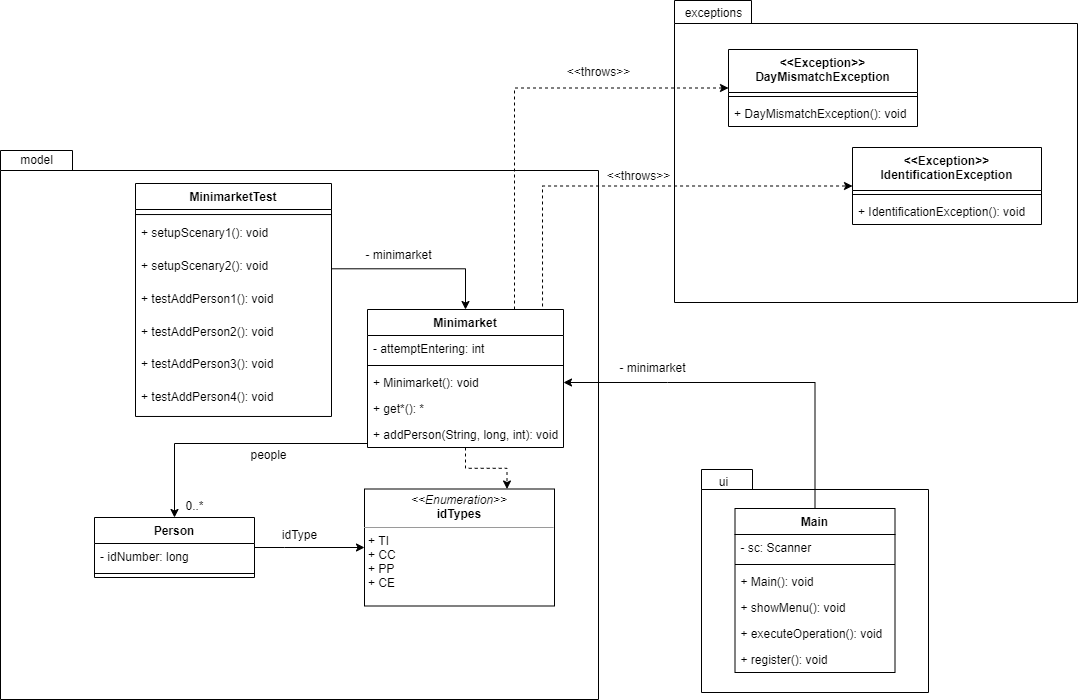 exceptions
<<Exception>>
DayMismatchException
+ DayMismatchException(): void
<<throws>>
<<Exception>>
IdentificationException
+ IdentificationException(): void
<<throws>>
model
MinimarketTest
+ setupScenary1(): void
+ setupScenary2(): void
+ testAddPerson1(): void
+ testAddPerson2(): void
+ testAddPerson3(): void
+ testAddPerson4(): void
- minimarket
Minimarket
- attemptEntering: int
+ Minimarket(): void
+ get*(): *
+ addPerson(String, long, int): void
- minimarket
people
0..*
Person
- idNumber: long
idType
<<Enumeration>>
idTypes
+ TI
+ CC
+ PP
+ CE
ui
Main
- sc: Scanner
+ Main(): void
+ showMenu(): void
+ executeOperation(): void
+ register(): void